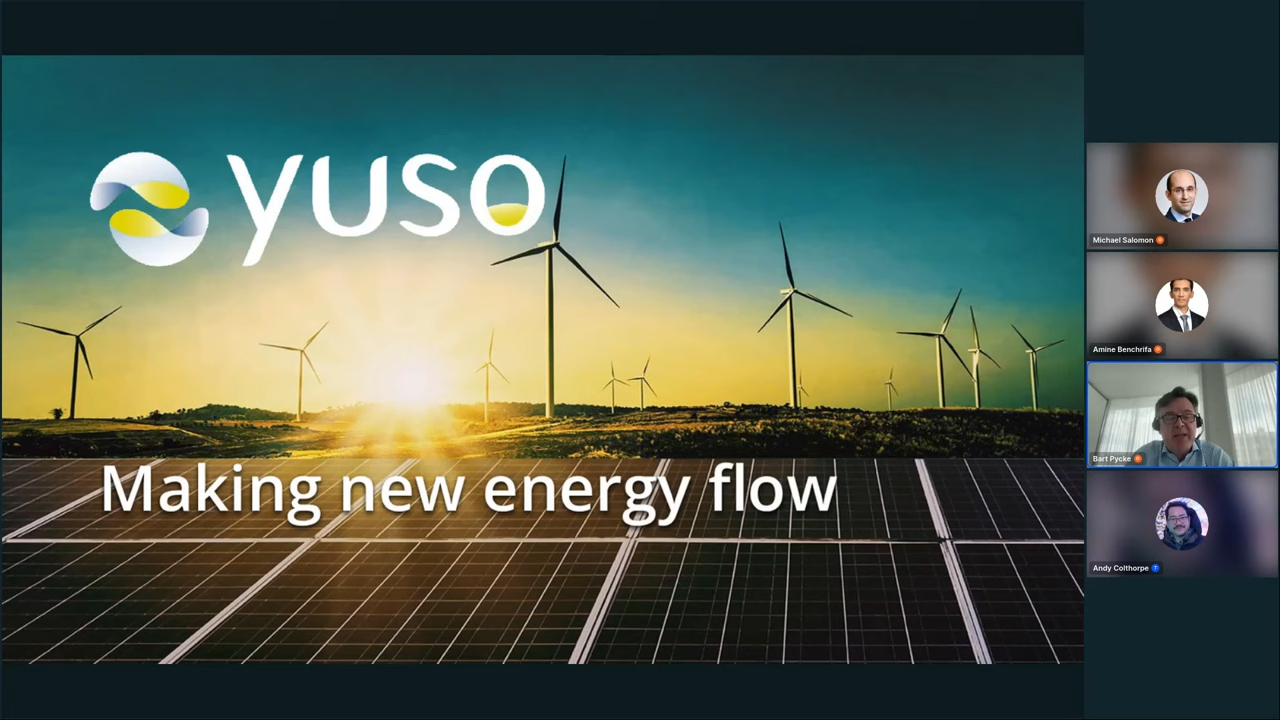 yuso
Making new energy flow
Michael Salomon
Amine Benchrifa
Bart Pycke
Andy Colthorpe